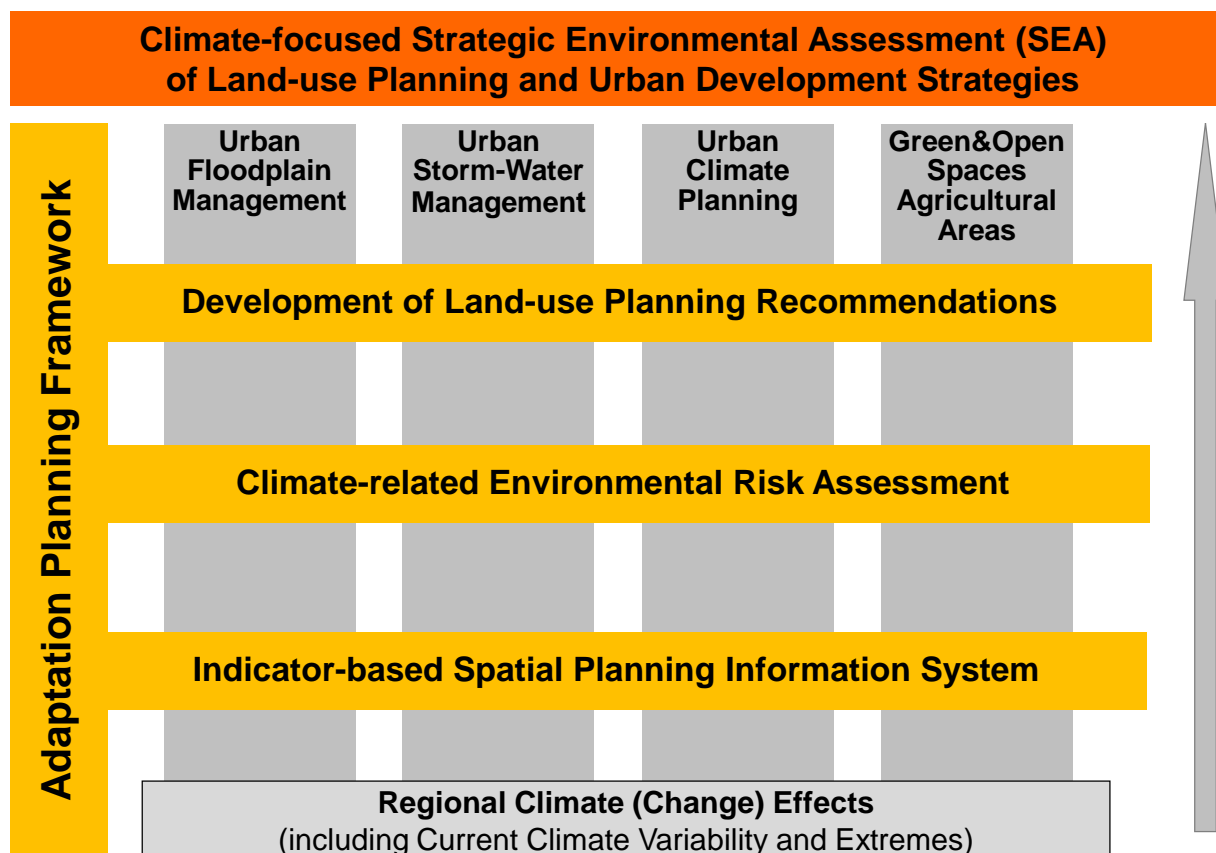 Climate-focused Strategic Environmental Assessment (SEA)
of Land-use Planning and Urban Development Strategies
Adaptation Planning Framework
Urban
Floodplain
Management
Urban
Storm-Water
Management
Urban
Climate
Planning
Green&Open
Spaces
Agricultural
Areas
Development of Land-use Planning Recommendations
Climate-related Environmental Risk Assessment
Indicator-based Spatial Planning Information System
Regional Climate (Change) Effects
(including Current Climate Variability and Extremes)